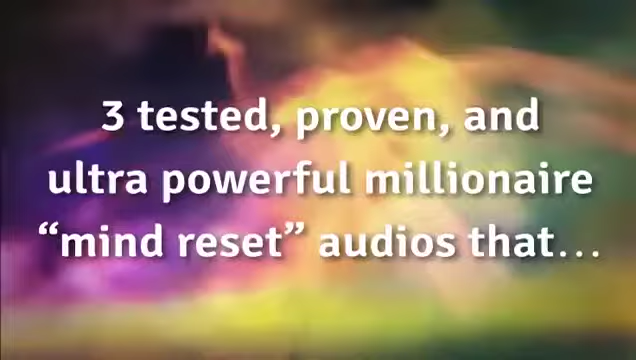 3 tested, proven, and
ultra powerful millionaire
“mind reset” audios that…